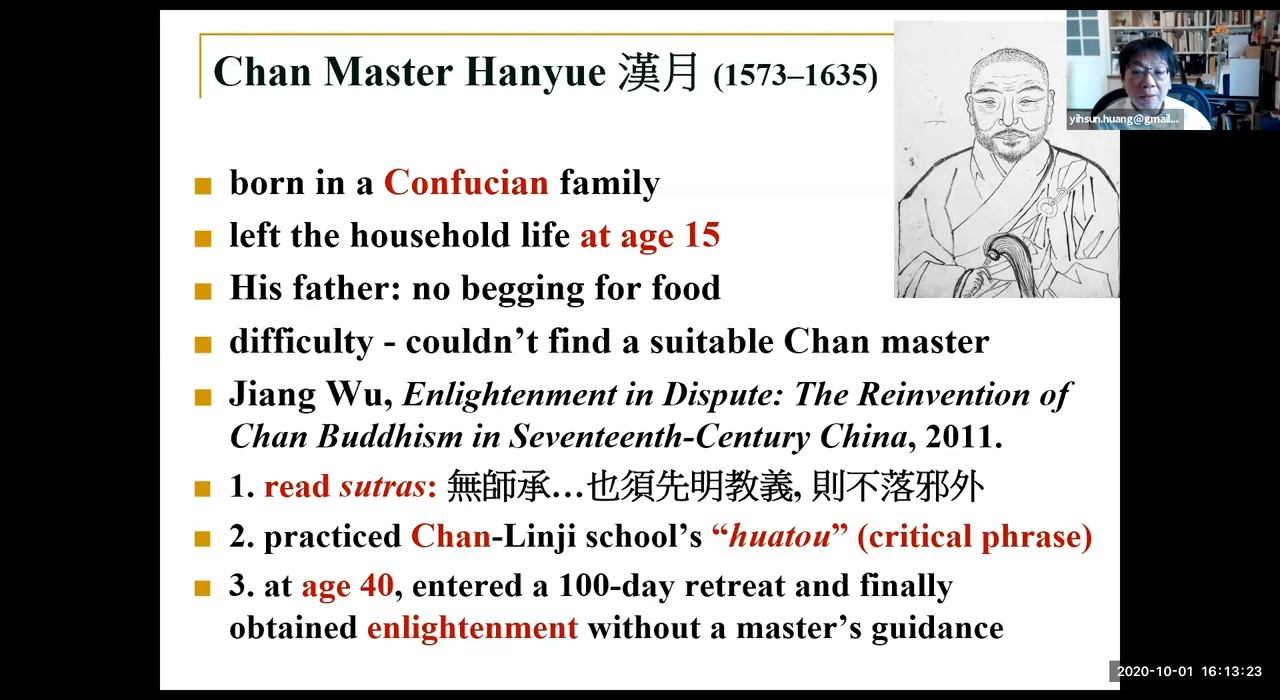 Chan Master Hanyue 漢月 (1573–1635)
yihsun.huang@gmail...
born in a Confucian family
left the household life at age 15
His father: no begging for food
difficulty - couldn’t find a suitable Chan master
Jiang Wu, Enlightenment in Dispute: The Reinvention of
Chan Buddhism in Seventeenth-Century China, 2011.
1. read sutras: 無師承…也須先明教義, 則不落邪外
2. practiced Chan-Linji school’s “huatou” (critical phrase)
3. at age 40, entered a 100-day retreat and finally
obtained enlightenment without a master’s guidance
2020-10-01 16:13:23